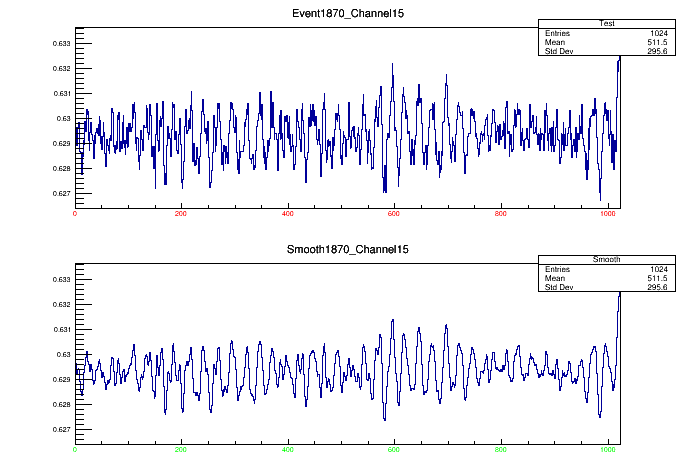 Event1870_Channel15
Test
Entries 1024
Mean 511.5
Std Dev 295.6
0.633
0.632
0.631
0.63
0.629
0.628
0.627
0 200 400 600 800 1000
Smooth1870_Channel15
Smooth
Entries 1024
Mean 511.5
Std Dev 295.6
0.633
0.632
0.631
0.63
0.629
0.628
0.627
0 200 400 600 800 1000